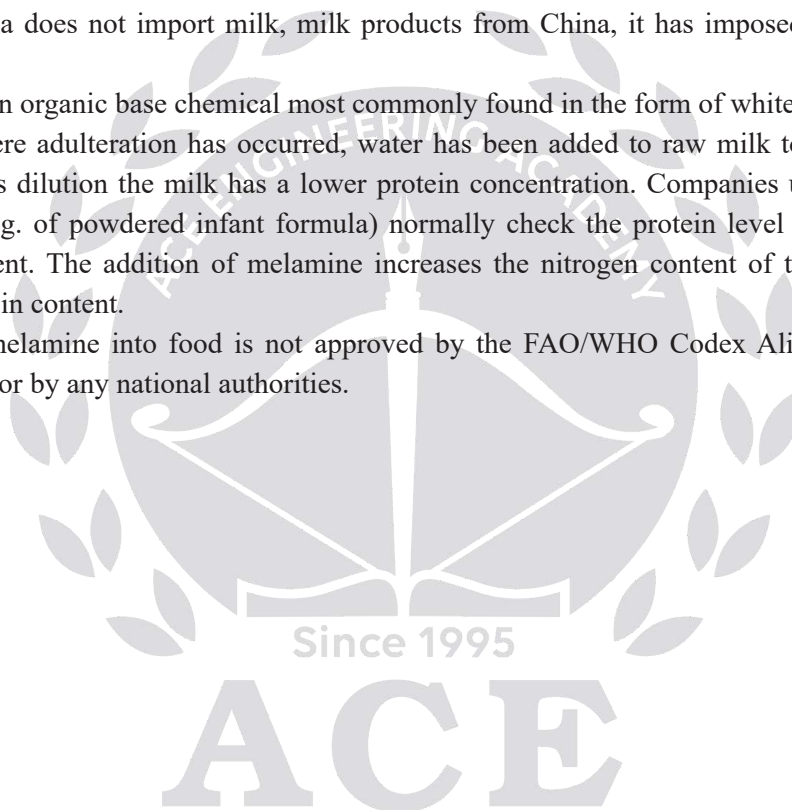 a does not import milk, milk products from China, it has imposed
n organic base chemical most commonly found in the form of white
ere adulteration has occurred, water has been added to raw milk to
s dilution the milk has a lower protein concentration. Companies u
g. of powdered infant formula) normally check the protein level
ent. The addition of melamine increases the nitrogen content of t
in content.
nelamine into food is not approved by the FAO/WHO Codex Ali
or by any national authorities.
ACE ENGINEERING ACADEMY
Since 1995
ACE